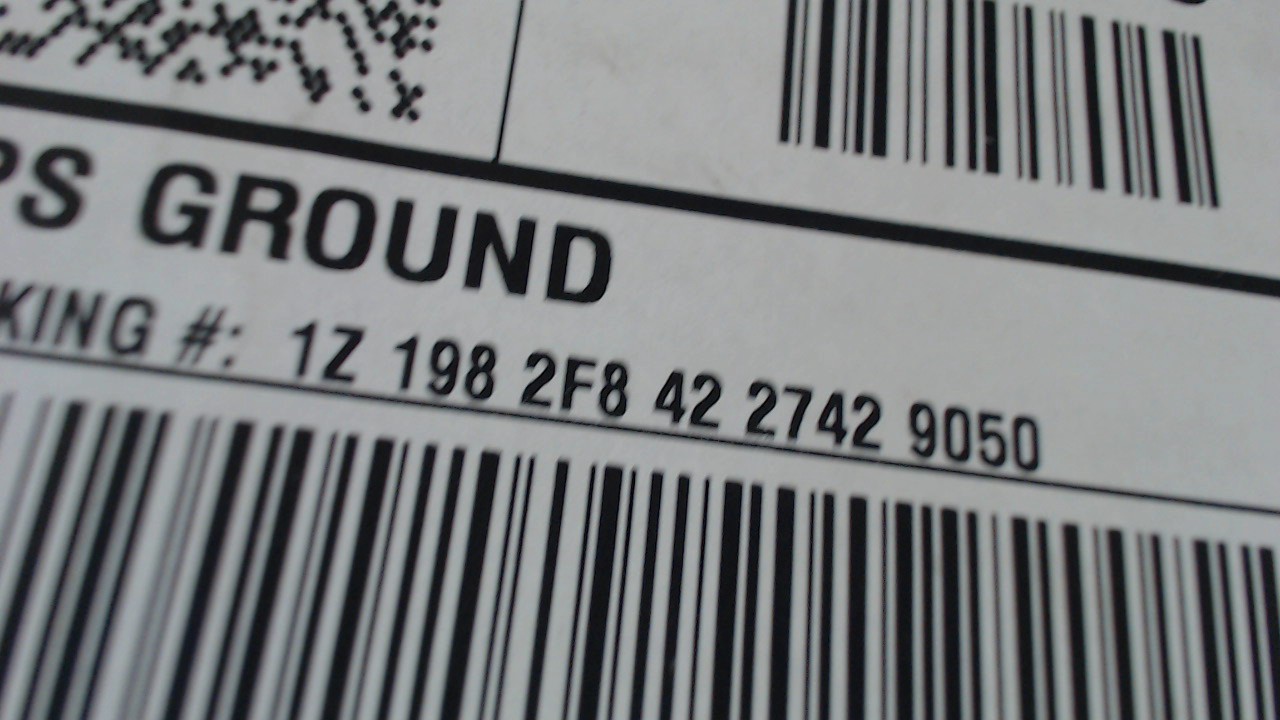 PS GROUND
KING #: 1Z 198 2F8 42 2742 9050